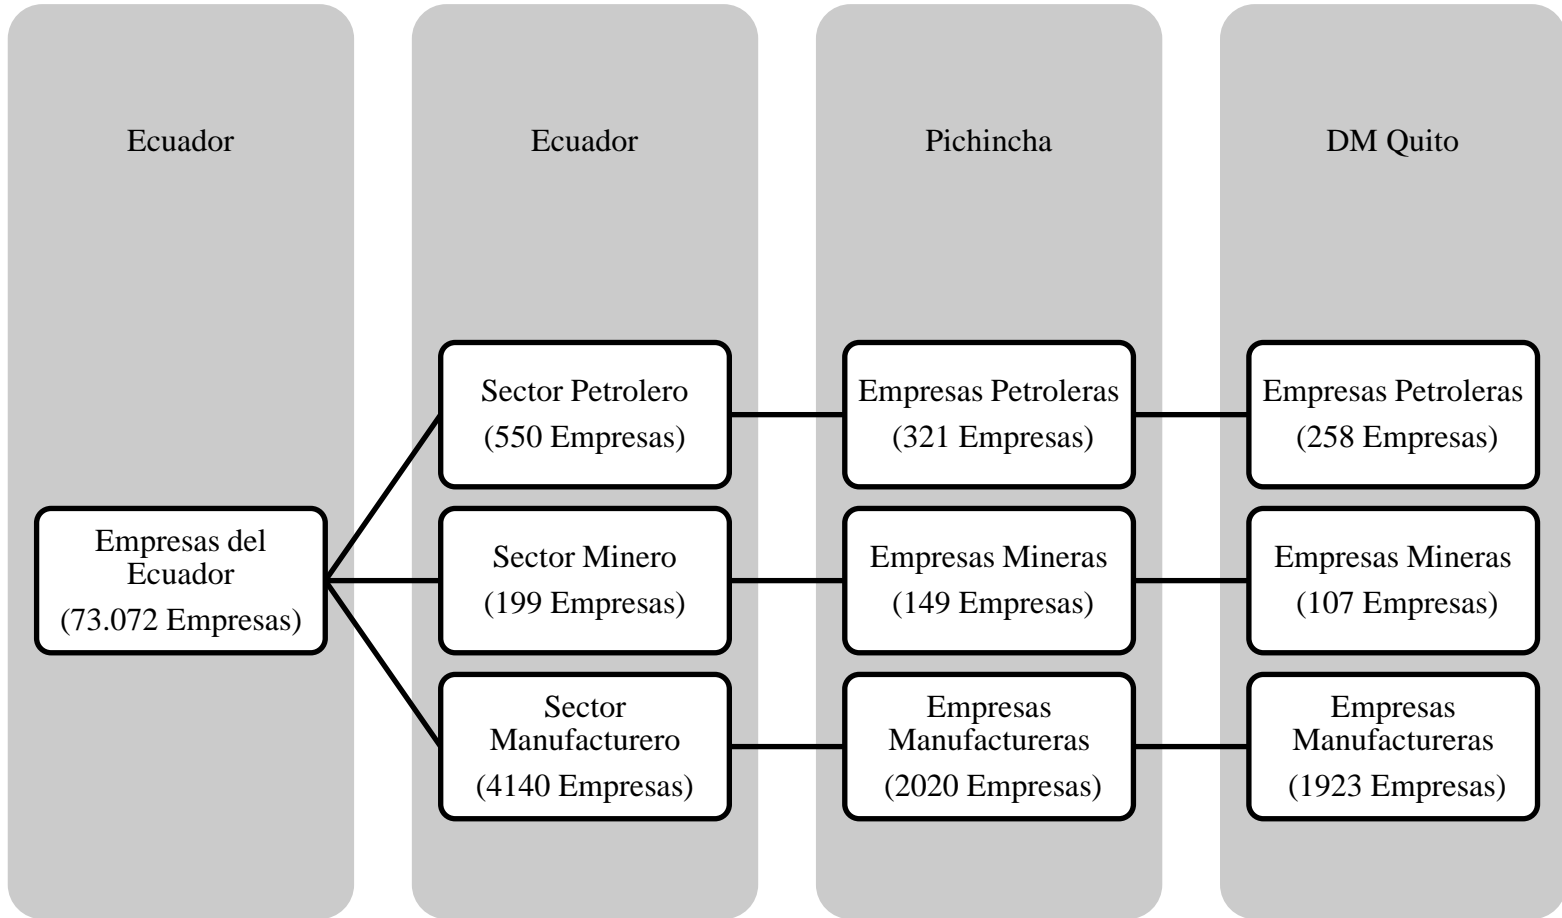 Ecuador
Ecuador
Pichincha
DM Quito
Empresas del
Ecuador
(73.072 Empresas)
Sector Petrolero
(550 Empresas)
Empresas Petroleras
(321 Empresas)
Empresas Petroleras
(258 Empresas)
Sector Minero
(199 Empresas)
Empresas Mineras
(149 Empresas)
Empresas Mineras
(107 Empresas)
Sector
Manufacturero
(4140 Empresas)
Empresas
Manufactureras
(2020 Empresas)
Empresas
Manufactureras
(1923 Empresas)